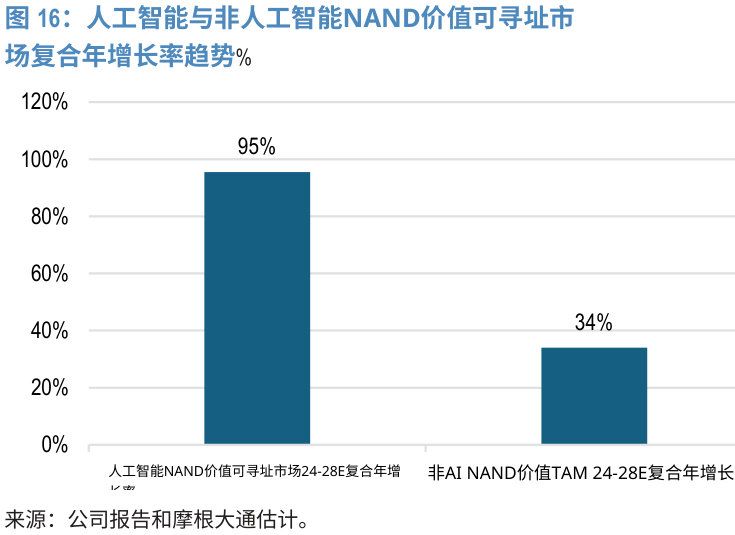 图 16：人工智能与非人工智能NAND价值可寻址市
场复合年增长率趋势%
120%
100%
80%
60%
40%
20%
0%
95%
34%
人工智能NAND价值可寻址市场24-28E复合年增
非AI NAND价值TAM 24-28E复合年增长
来源：公司报告和摩根大通估计。